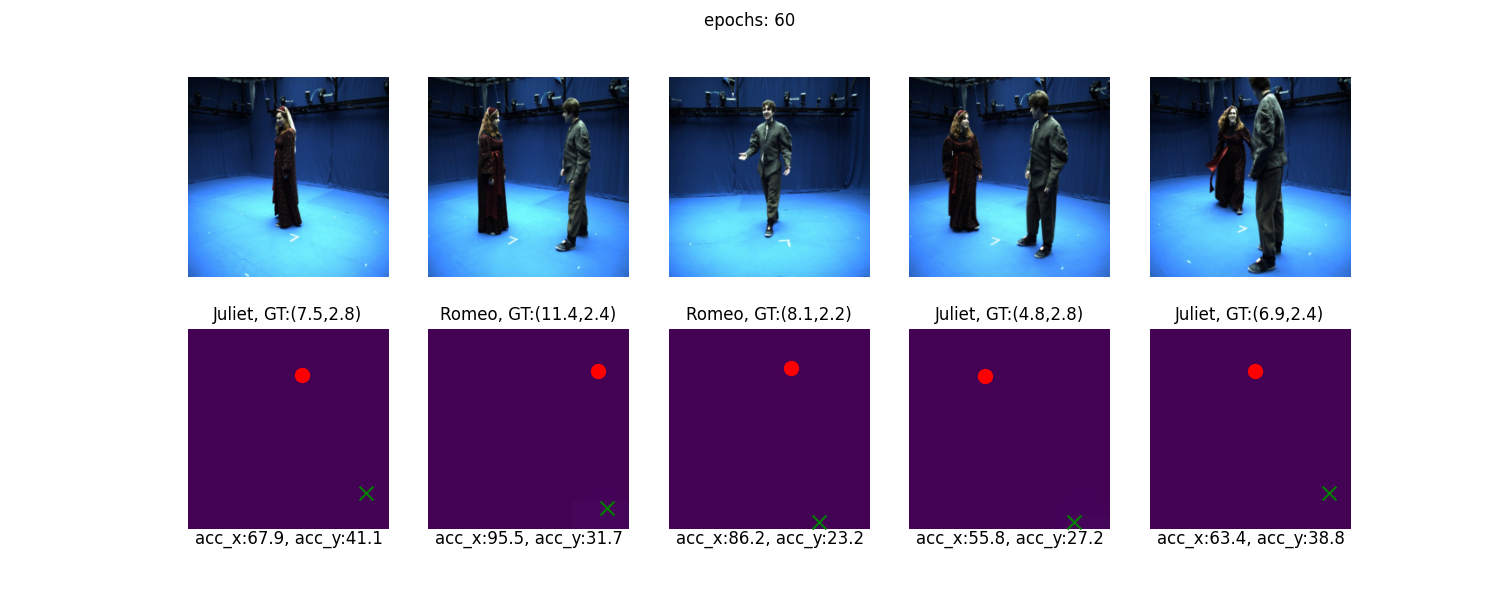 epochs: 60
Juliet, GT:(7.5,2.8)
Romeo, GT:(11.4,2.4)
Romeo, GT:(8.1,2.2)
Juliet, GT:(4.8,2.8)
Juliet, GT:(6.9,2.4)
acc_x:67.9, acc_y:41.1
acc_x:95.5, acc_y:31.7
acc_x:86.2, acc_y:23.2
acc_x:55.8, acc_y:27.2
acc_x:63.4, acc_y:38.8